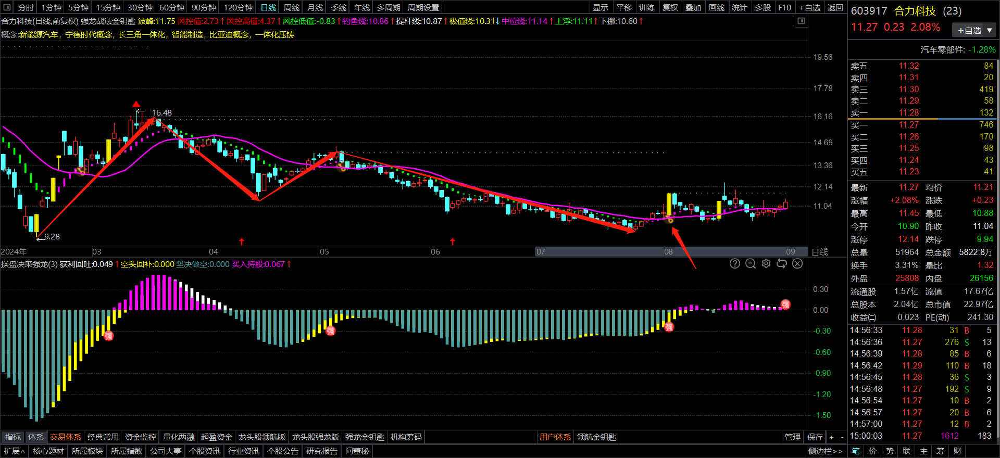 分时 1分钟 5分钟 15分钟 30分钟 60分钟 90分钟 120分钟 日线 周线 月线 季线 年线 多周期 周期设置 显示 平移 训练 复权 叠加 画线 统计 多股 F10 +自选 返回
合力科技(日线,前复权) 强龙战法金钥匙 波峰:11.75 风控值:2.73↑ 风控高值:4.37↑ 风控低值:-0.83↑ 钓鱼线:10.86↑ 提杆线:10.87↑ 极值线:10.31↓ 中位线:11.14↑ 上浮:11.11↑ 下挪:10.60↑
概念:新能源汽车，宁德时代概念，长三角一体化，智能制造，比亚迪概念，一体化压铸
19.56
17.78
16.48
16.16
14.69
13.36
12.14
11.04
9.28
2024年 03 04 05 06 07 08 09 日线
操盘决策强龙(3) 获利回吐:0.049↑ 空头回补:0.000 坚决做空:0.000 买入持股:0.067↑
0.30
0.00
-0.30
-0.60
-0.90
-1.20
-1.50
强 强 强 强
指标 体系 交易体系 经典常用 资金监控 量化两融 超盈资金 龙头股领航版 龙头股强龙版 强龙金钥匙 机构筹码 用户体系 领航金钥匙 管理 保存 + -
扩展∧ 核心题材 所属板块 所属指数 公司大事 个股资讯 行业资讯 个股公告 研究报告 问董秘 侧边栏>>
603917 合力科技 (23)
11.27 0.23 2.08% +自选 ▼
汽车零部件: -1.28%
卖五 11.32 84
卖四 11.31 20
卖三 11.30 419
卖二 11.29 58
卖一 11.28 132
买一 11.27 746
买二 11.26 170
买三 11.25 98
买四 11.24 43
买五 11.23 41
最新 11.27 均价 11.21
涨幅 +2.08% 涨跌 +0.23
最高 11.45 最低 10.88
今开 10.90 昨收 11.04
涨停 12.14 跌停 9.94
总量 51964 总金额 5822.8万
换手 3.31% 量比 1.32
外盘 25808 内盘 26156
流通股 1.57亿 流值 17.67亿
总股本 2.04亿 总市值 22.97亿
收益㈡ 0.023 PE(动) 241.30
14:56:33 11.28 31 B 5
14:56:36 11.27 276 S 13
14:56:39 11.28 85 B 6
14:56:42 11.29 110 B 18
14:56:45 11.28 36 S 3
14:56:48 11.27 192 S 9
14:56:54 11.27 10 B 2
14:56:57 11.27 20 B 6
14:57:00 11.27 12 B 2
15:00:03 11.27 1612 183
笔 价 势 联 主 筹 财